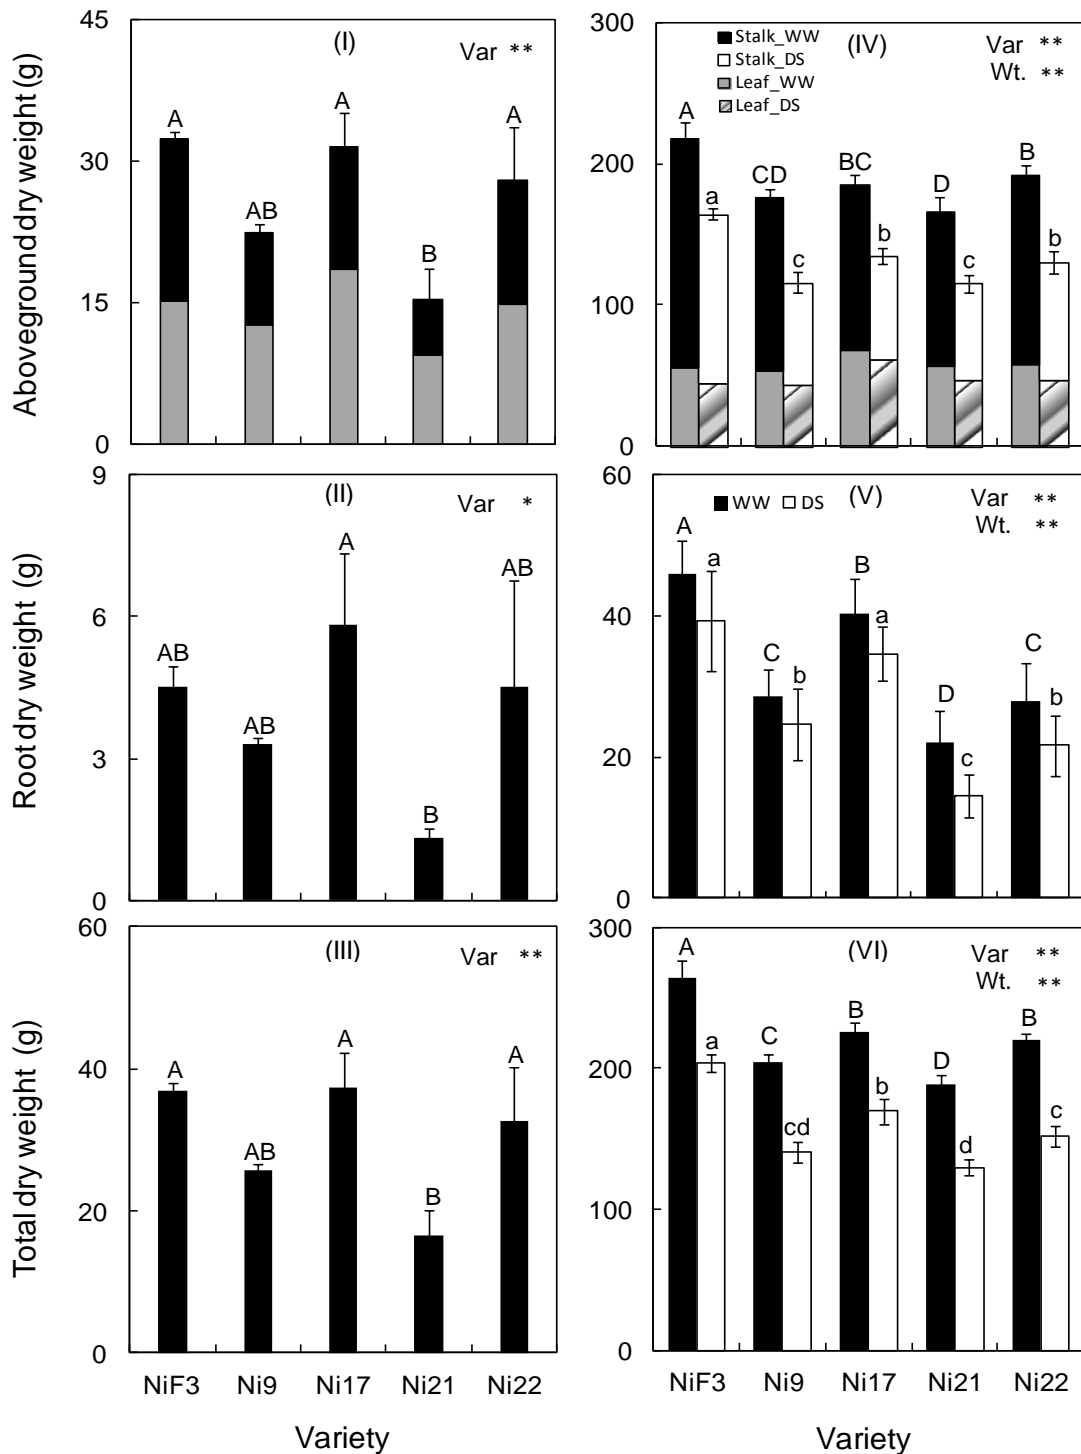 Aboveground dry weight (g)
45
30
15
0
(I)
Var **
A
AB
A
B
A
300
200
100
0
Stalk_WW
Stalk_DS
Leaf_WW
Leaf_DS
(IV)
Var **
Wt. **
A
a
CD
c
BC
b
D
c
B
b
Root dry weight (g)
9
6
3
0
(II)
Var *
AB
AB
A
B
AB
60
40
20
0
WW DS
(V)
Var **
Wt. **
A
a
C
b
B
a
D
c
C
b
Total dry weight (g)
60
40
20
0
(III)
Var **
A
AB
A
B
A
NiF3 Ni9 Ni17 Ni21 Ni22
Variety
300
200
100
0
(VI)
Var **
Wt. **
A
a
C
cd
B
b
D
d
B
c
NiF3 Ni9 Ni17 Ni21 Ni22
Variety